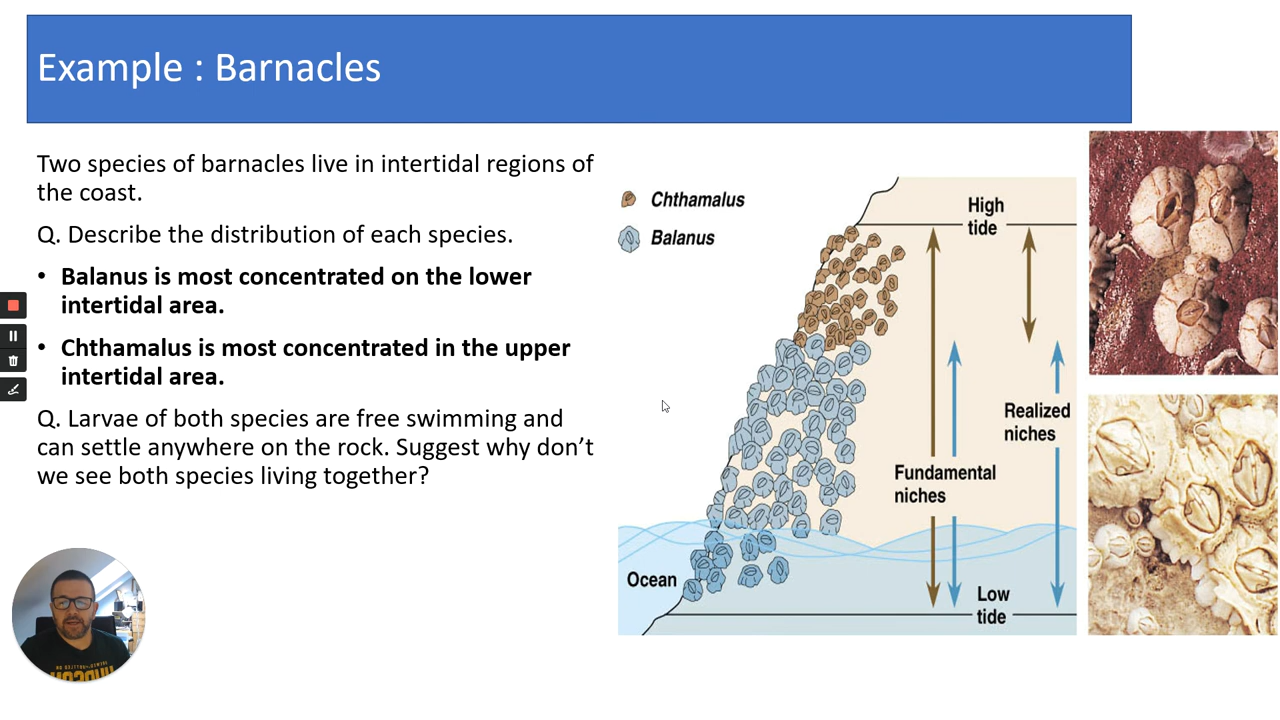 Example : Barnacles
Two species of barnacles live in intertidal regions of
the coast.
Q. Describe the distribution of each species.
• Balanus is most concentrated on the lower
intertidal area.
• Chthamalus is most concentrated in the upper
intertidal area.
Q. Larvae of both species are free swimming and
can settle anywhere on the rock. Suggest why don’t
we see both species living together?
Chthamalus
Balanus
High
tide
Realized
niches
Fundamental
niches
Ocean
Low
tide